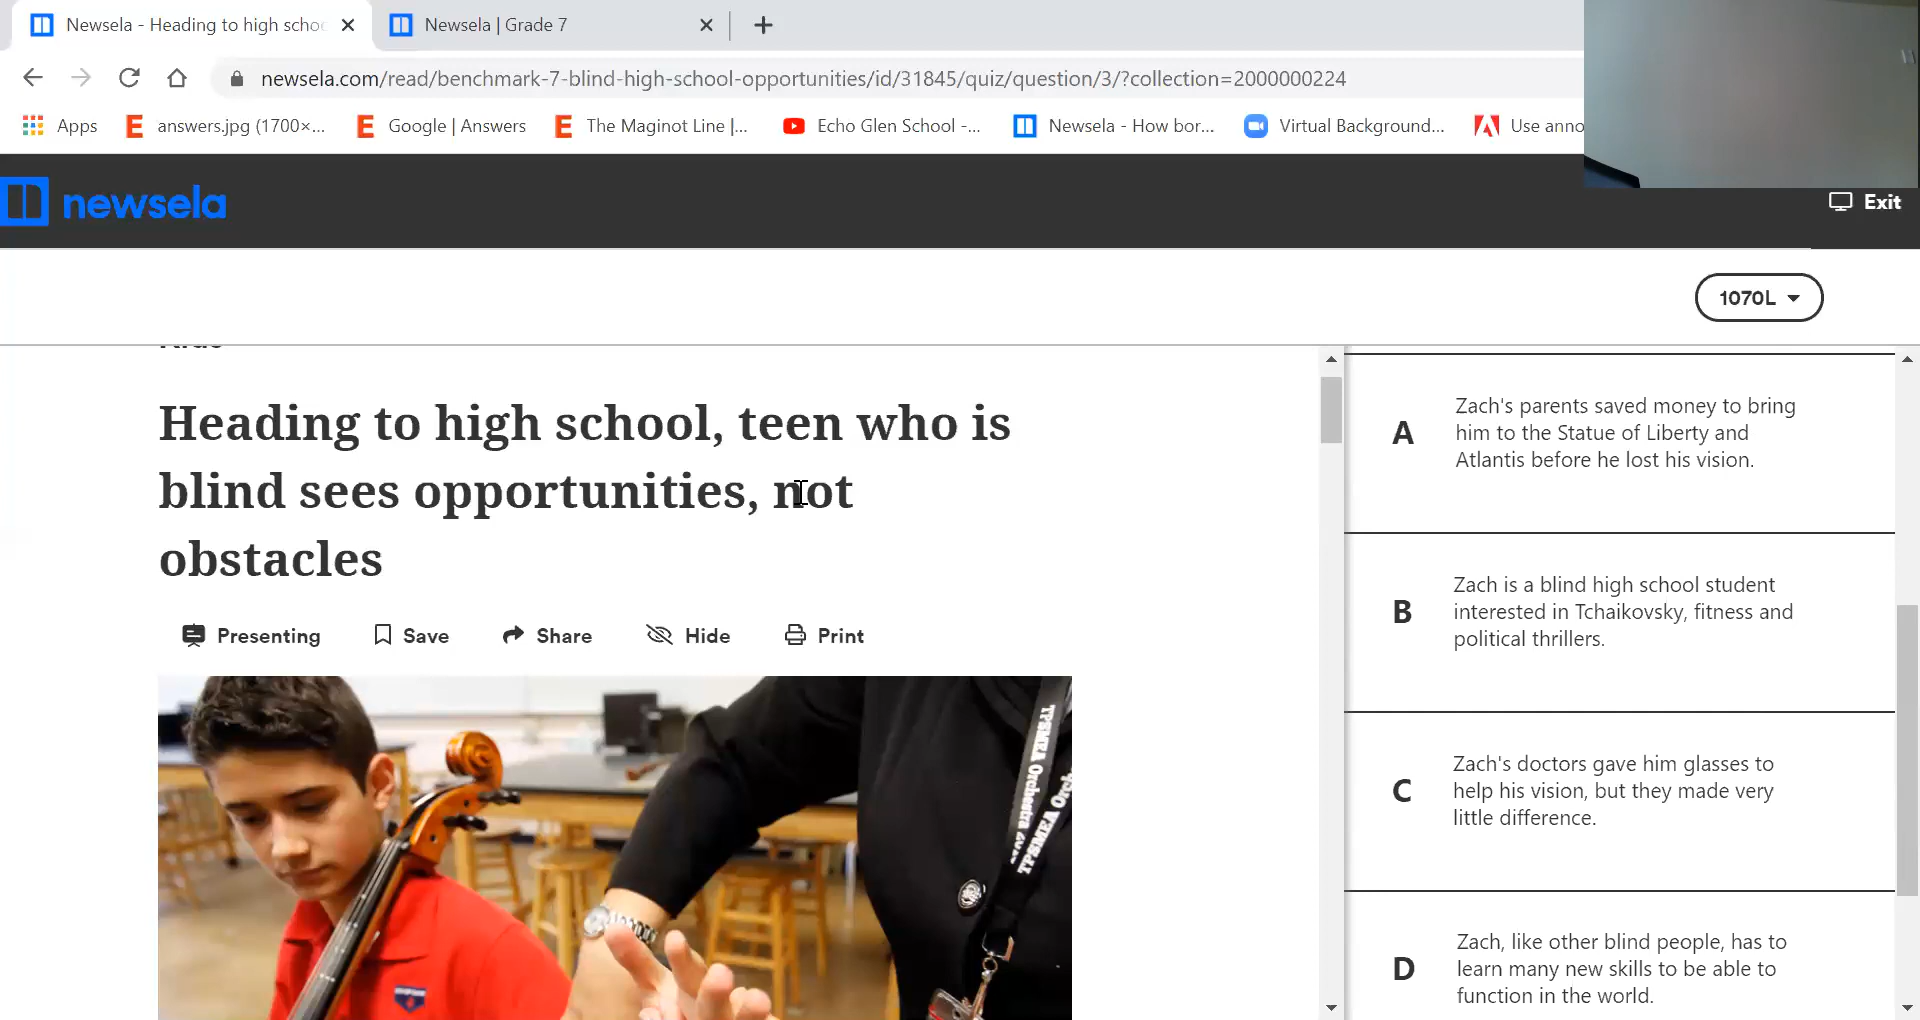 Newsela - Heading to high schoo
Newsela | Grade 7
newsela.com/read/benchmark-7-blind-high-school-opportunities/id/31845/quiz/question/3/?collection=2000000224
Apps
answers.jpg (1700×...
Google | Answers
The Maginot Line |...
Echo Glen School -...
Newsela - How bor...
Virtual Background...
Use anno
newsela
Exit
1070L
Kids
Heading to high school, teen who is
blind sees opportunities, not
obstacles
Presenting
Save
Share
Hide
Print
TPSMEA Orchestra
TPSMEA Orch
A
Zach's parents saved money to bring
him to the Statue of Liberty and
Atlantis before he lost his vision.
B
Zach is a blind high school student
interested in Tchaikovsky, fitness and
political thrillers.
C
Zach's doctors gave him glasses to
help his vision, but they made very
little difference.
D
Zach, like other blind people, has to
learn many new skills to be able to
function in the world.